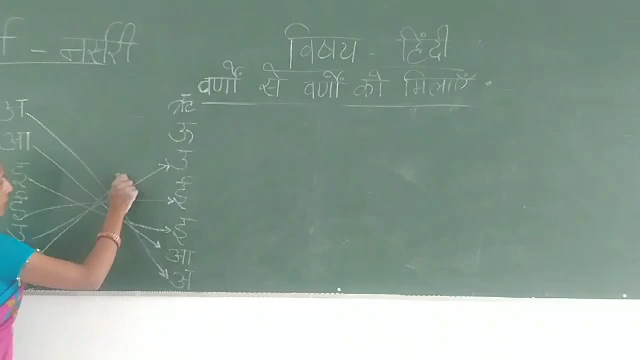 - नर्सरी
विषय - हिंदी
वर्णों से वर्णों को मिलाएँ .
अ
आ ऊ
इ उ
ई ई
उ इ
आ
अ